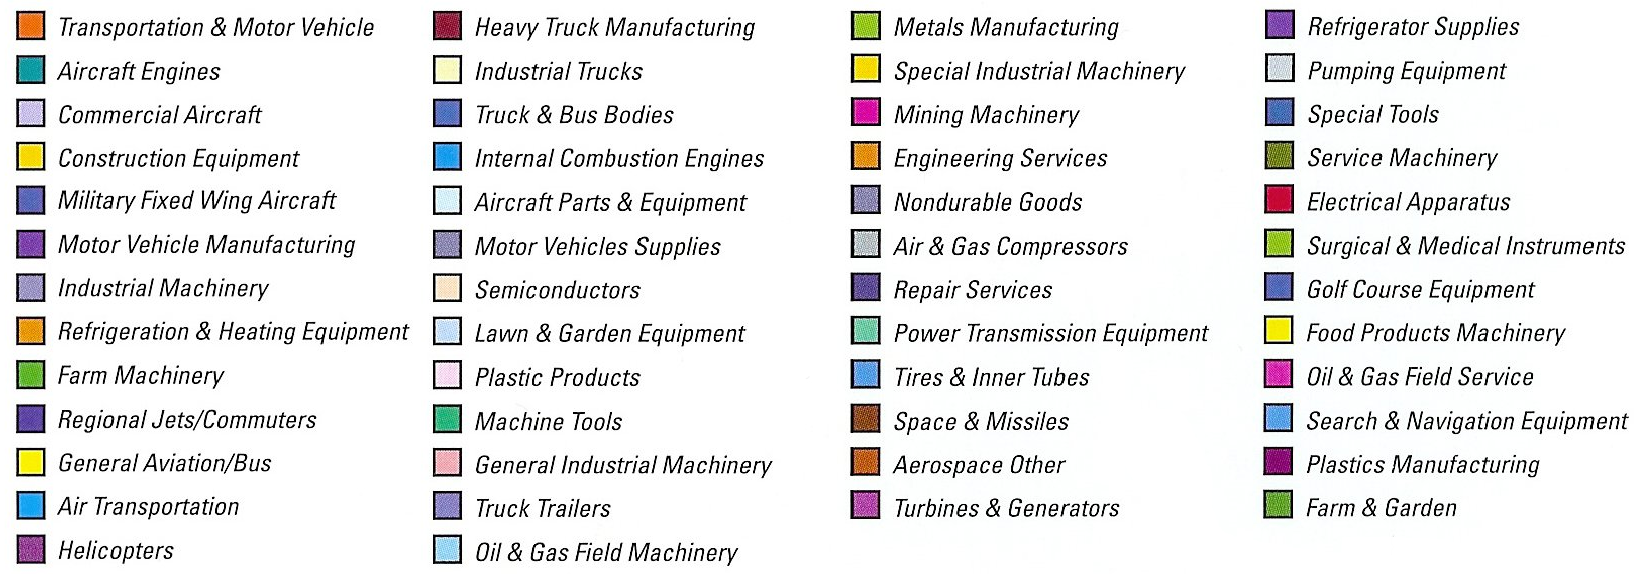 Transportation & Motor Vehicle
Aircraft Engines
Commercial Aircraft
Construction Equipment
Military Fixed Wing Aircraft
Motor Vehicle Manufacturing
Industrial Machinery
Refrigeration & Heating Equipment
Farm Machinery
Regional Jets/Commuters
General Aviation/Bus
Air Transportation
Helicopters
Heavy Truck Manufacturing
Industrial Trucks
Truck & Bus Bodies
Internal Combustion Engines
Aircraft Parts & Equipment
Motor Vehicles Supplies
Semiconductors
Lawn & Garden Equipment
Plastic Products
Machine Tools
General Industrial Machinery
Truck Trailers
Oil & Gas Field Machinery
Metals Manufacturing
Special Industrial Machinery
Mining Machinery
Engineering Services
Nondurable Goods
Air & Gas Compressors
Repair Services
Power Transmission Equipment
Tires & Inner Tubes
Space & Missiles
Aerospace Other
Turbines & Generators
Refrigerator Supplies
Pumping Equipment
Special Tools
Service Machinery
Electrical Apparatus
Surgical & Medical Instruments
Golf Course Equipment
Food Products Machinery
Oil & Gas Field Service
Search & Navigation Equipment
Plastics Manufacturing
Farm & Garden